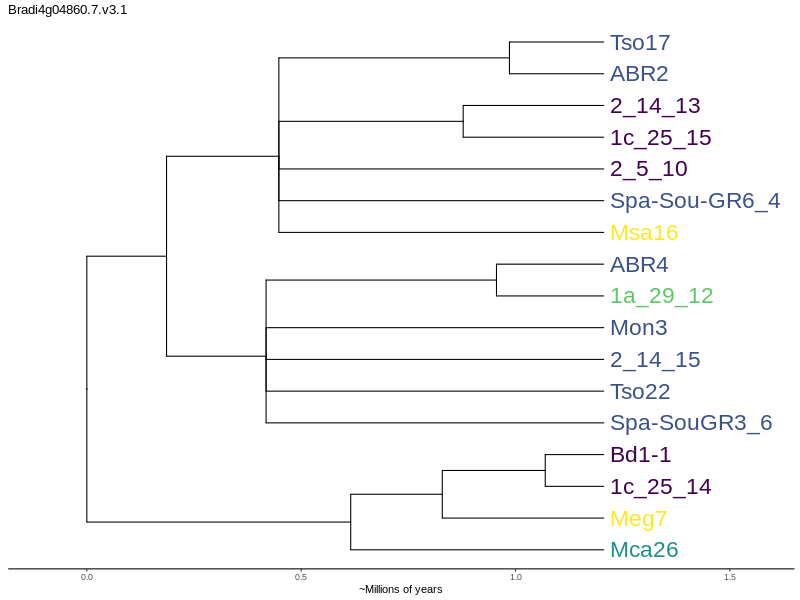 Bradi4g04860.7.v3.1
Tso17
ABR2
2_14_13
1c_25_15
2_5_10
Spa-Sou-GR6_4
Msa16
ABR4
1a_29_12
Mon3
2_14_15
Tso22
Spa-SouGR3_6
Bd1-1
1c_25_14
Meg7
Mca26
0.0 0.5 1.0 1.5
~Millions of years